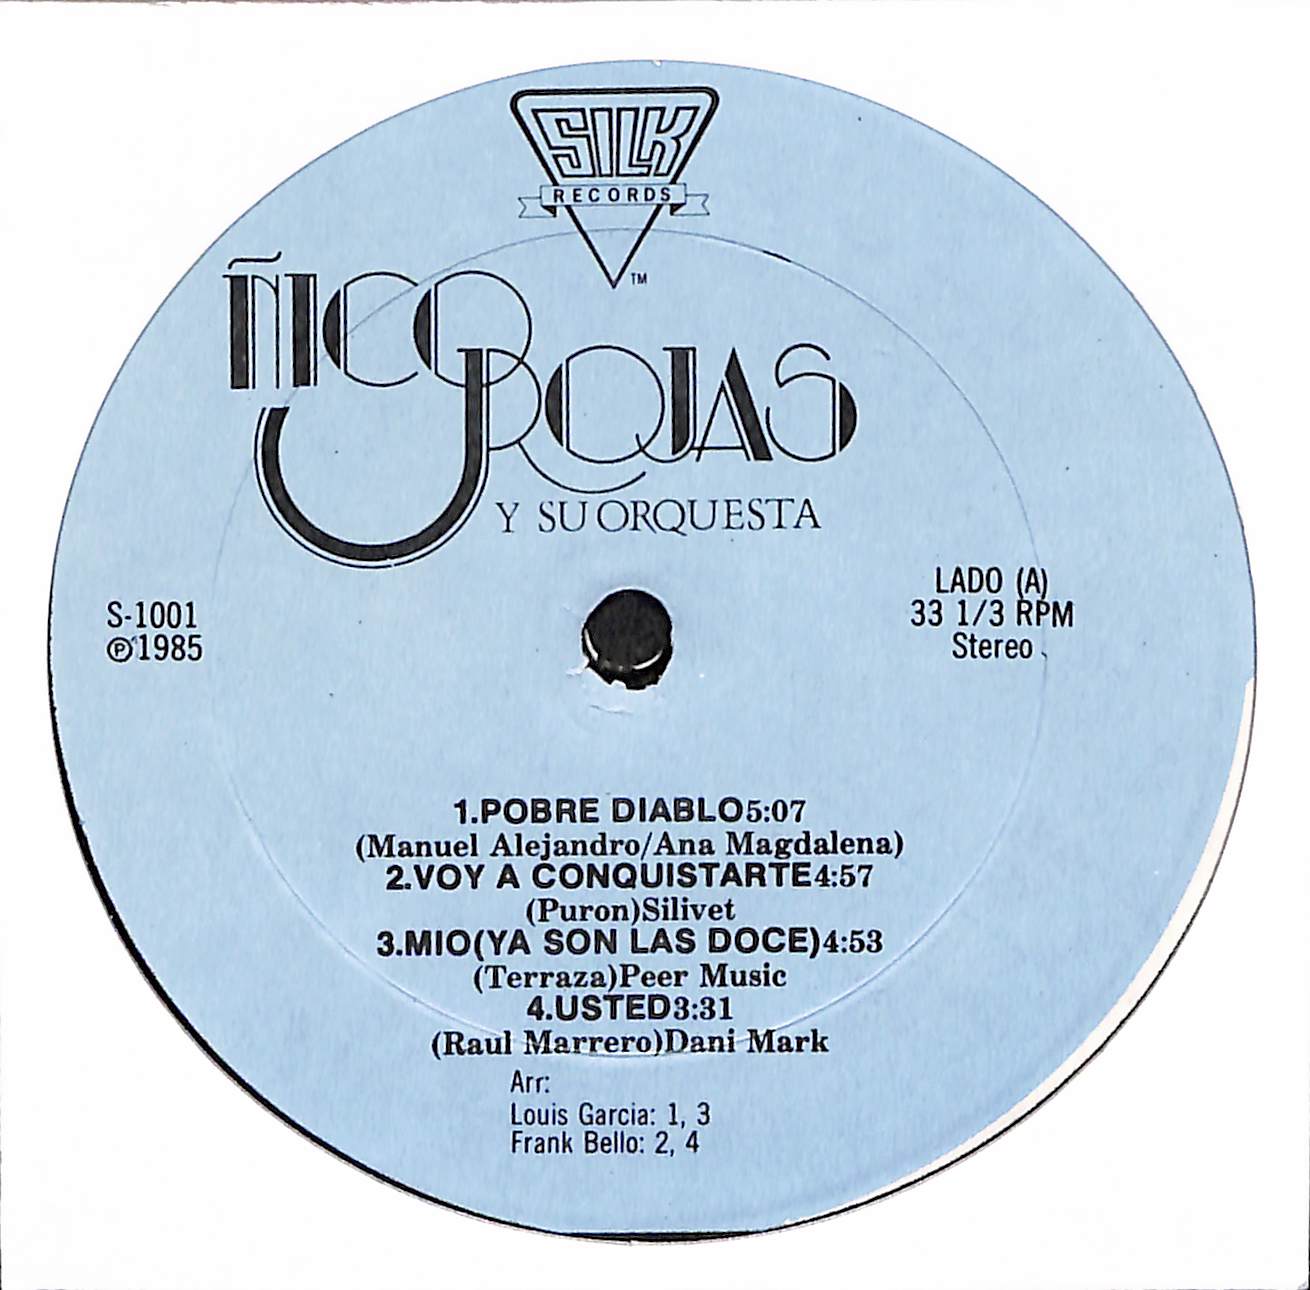 SILK
RECORDS
TM
ÑICO
ROJAS
Y SU ORQUESTA
LADO (A)
S-1001
33 1/3 RPM
℗1985
Stereo
1.POBRE DIABLO5:07
(Manuel Alejandro/Ana Magdalena)
2.VOY A CONQUISTARTE4:57
(Puron)Silivet
3.MIO(YA SON LAS DOCE)4:53
(Terraza)Peer Music
4.USTED3:31
(Raul Marrero)Dani Mark
Arr:
Louis Garcia: 1, 3
Frank Bello: 2, 4